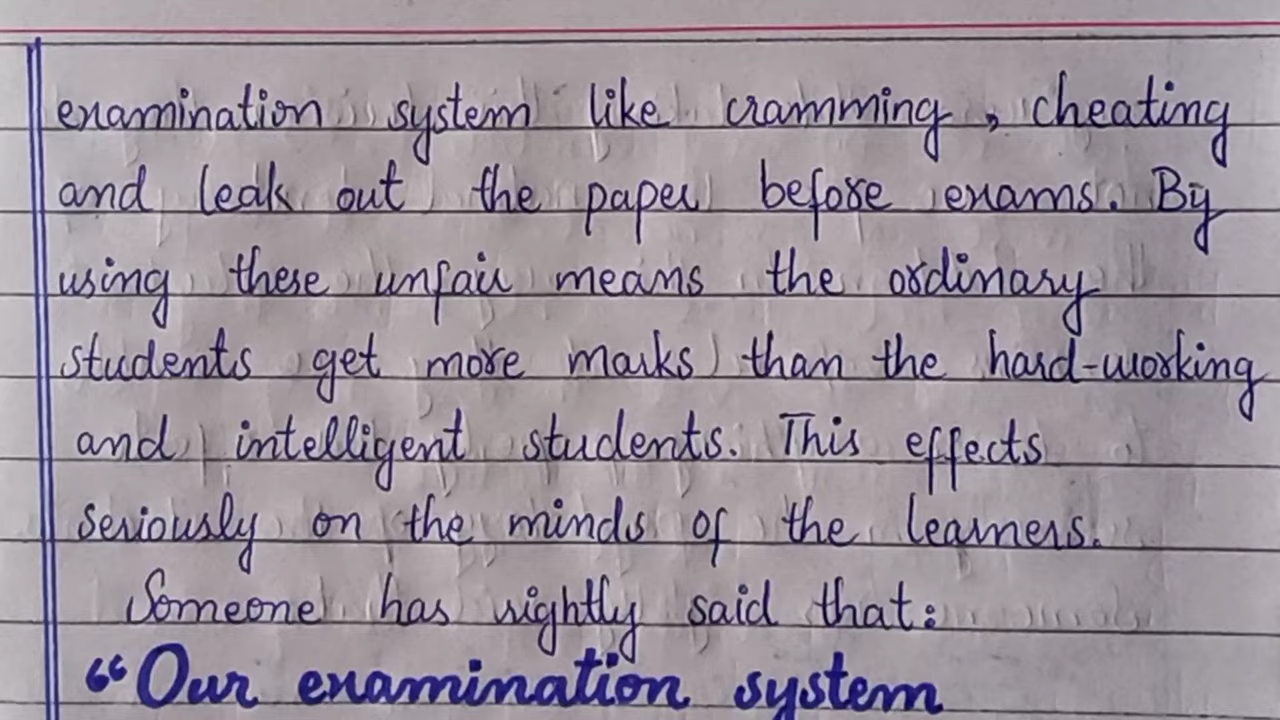 examination system like cramming, cheating
and leak out the paper before exams. By
using these unfair means the ordinary
students get more marks than the hard-working
and intelligent students. This effects
seriously on the minds of the learners.
Someone has rightly said that:
“Our examination system